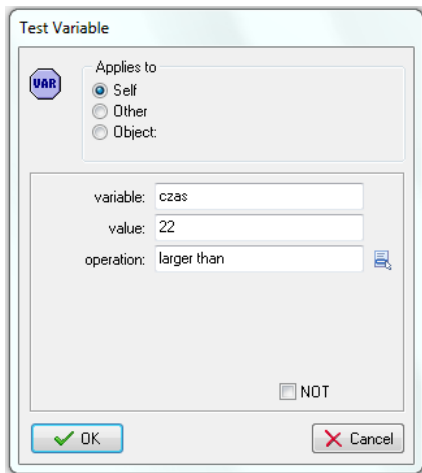 Test Variable
VAR
Applies to
Self
Other
Object:
variable: czas
value: 22
operation: larger than
NOT
OK Cancel